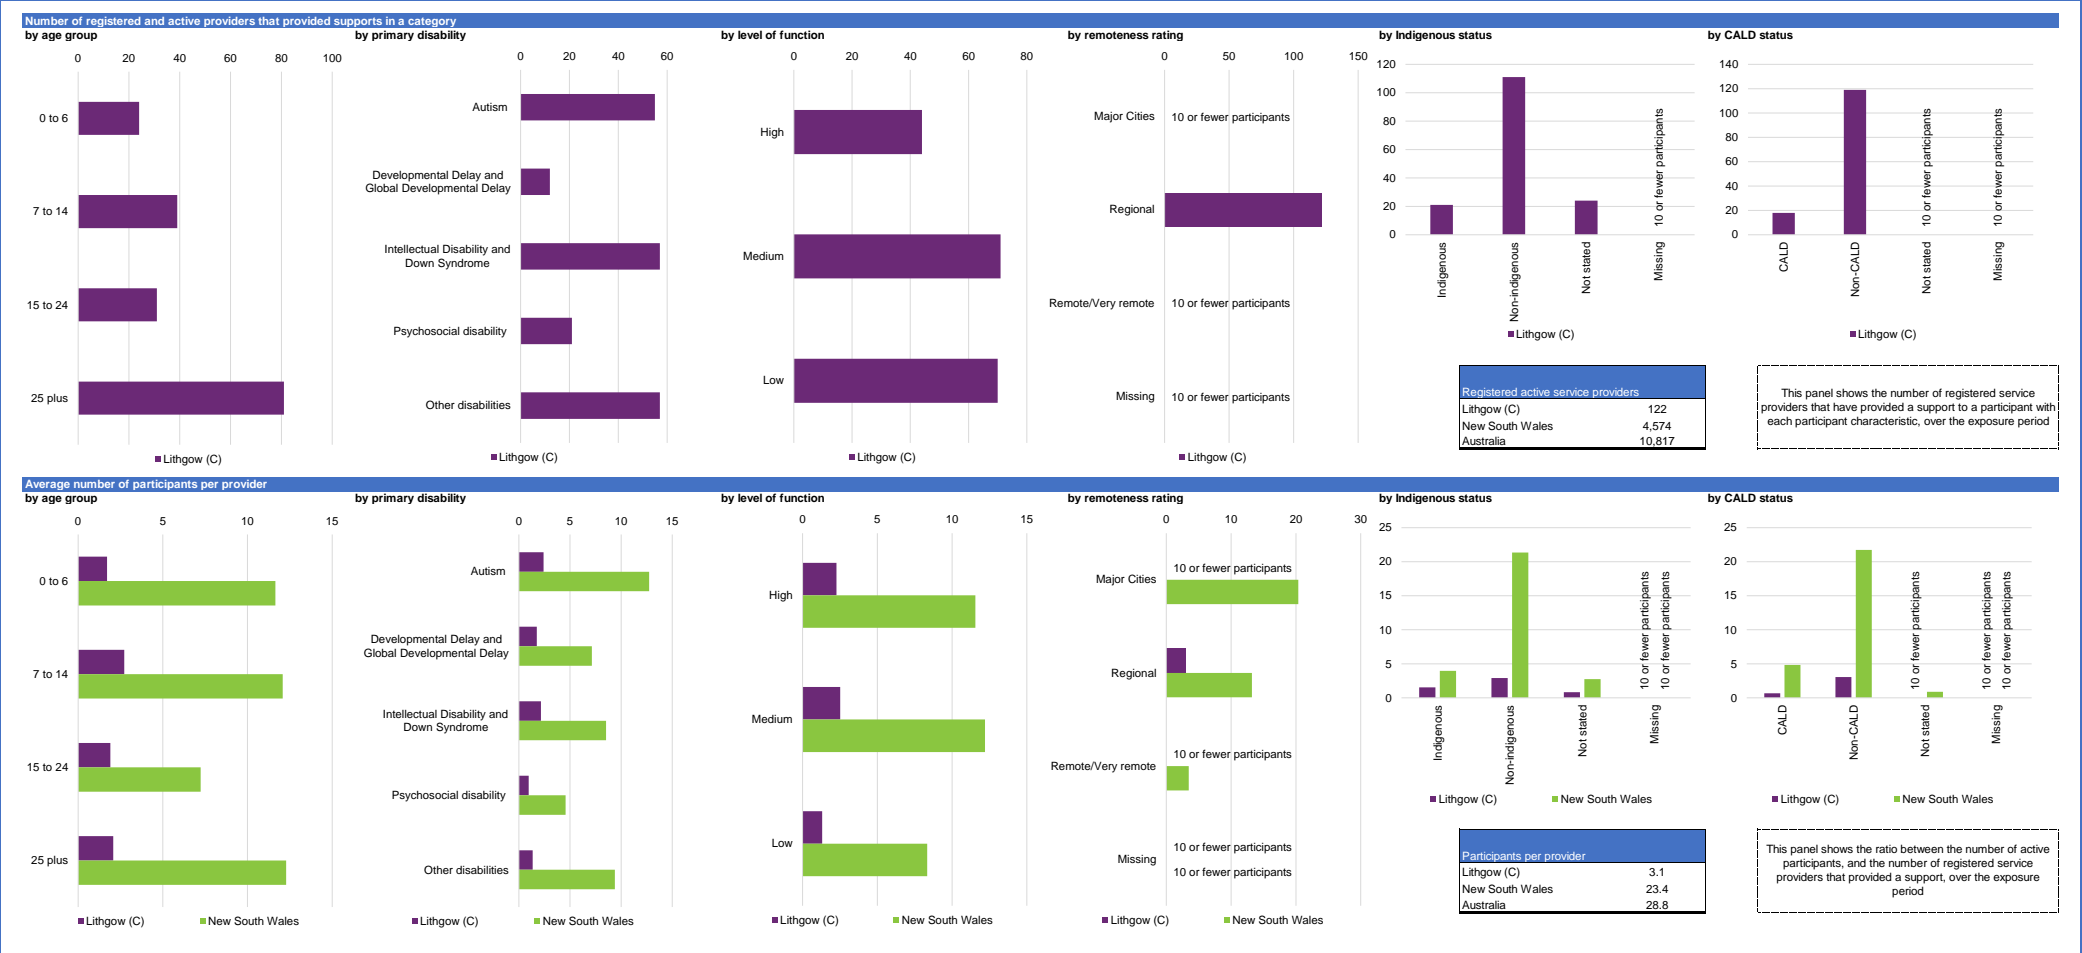 Number of registered and active providers that provided supports in a category
by age group
0 20 40 60 80 100
0 to 6
7 to 14
15 to 24
25 plus
Lithgow (C)
by primary disability
0 20 40 60
Autism
Developmental Delay and
Global Developmental Delay
Intellectual Disability and
Down Syndrome
Psychosocial disability
Other disabilities
Lithgow (C)
by level of function
0 20 40 60 80
High
Medium
Low
Lithgow (C)
by remoteness rating
0 50 100 150
Major Cities 10 or fewer participants
Regional
Remote/Very remote 10 or fewer participants
Missing 10 or fewer participants
Lithgow (C)
by Indigenous status
120
100
80
60
40
20
0
10 or fewer participants
Indigenous
Non-indigenous
Not stated
Missing
Lithgow (C)
by CALD status
140
120
100
80
60
40
20
0
10 or fewer participants
10 or fewer participants
CALD
Non-CALD
Not stated
Missing
Lithgow (C)
Registered active service providers
Lithgow (C) 122
New South Wales 4,574
Australia 10,817
This panel shows the number of registered service
providers that have provided a support to a participant with
each participant characteristic, over the exposure period
Average number of participants per provider
by age group
0 5 10 15
0 to 6
7 to 14
15 to 24
25 plus
Lithgow (C) New South Wales
by primary disability
0 5 10 15
Autism
Developmental Delay and
Global Developmental Delay
Intellectual Disability and
Down Syndrome
Psychosocial disability
Other disabilities
Lithgow (C) New South Wales
by level of function
0 5 10 15
High
Medium
Low
Lithgow (C) New South Wales
by remoteness rating
0 10 20 30
10 or fewer participants
Major Cities
Regional
10 or fewer participants
Remote/Very remote
10 or fewer participants
Missing
10 or fewer participants
Lithgow (C) New South Wales
by Indigenous status
25
20
15
10
5
0
10 or fewer participants
10 or fewer participants
Indigenous
Non-indigenous
Not stated
Missing
Lithgow (C) New South Wales
by CALD status
25
20
15
10
5
0
10 or fewer participants
10 or fewer participants
10 or fewer participants
CALD
Non-CALD
Not stated
Missing
Lithgow (C) New South Wales
Participants per provider
Lithgow (C) 3.1
New South Wales 23.4
Australia 28.8
This panel shows the ratio between the number of active
participants, and the number of registered service
providers that provided a support, over the exposure
period